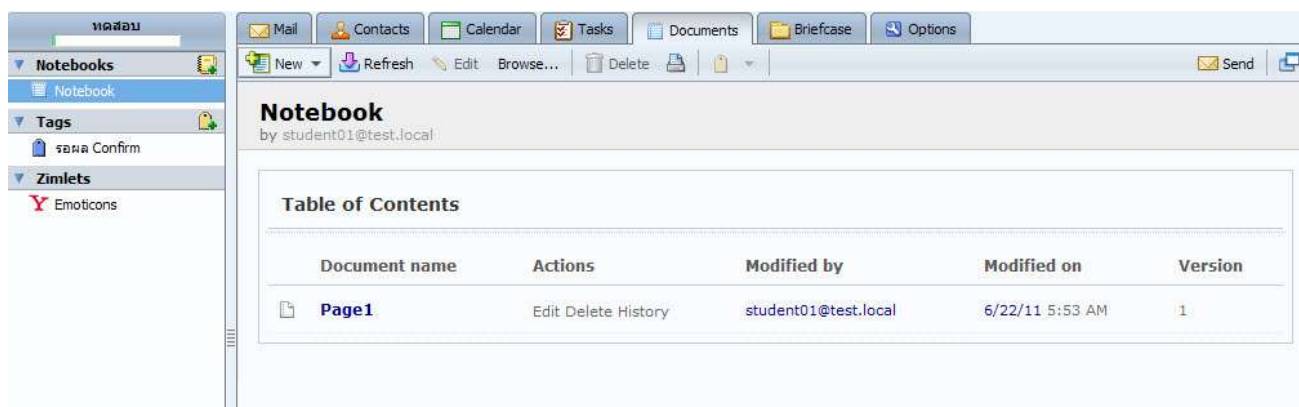 ทดสอบ
Mail Contacts Calendar Tasks Documents Briefcase Options
New Refresh Edit Browse... Delete Send
Notebooks
Notebook
Tags
รอผล Confirm
Zimlets
Emoticons
Notebook
by student01@test.local
Table of Contents
Document name Actions Modified by Modified on Version
Page1 Edit Delete History student01@test.local 6/22/11 5:53 AM 1